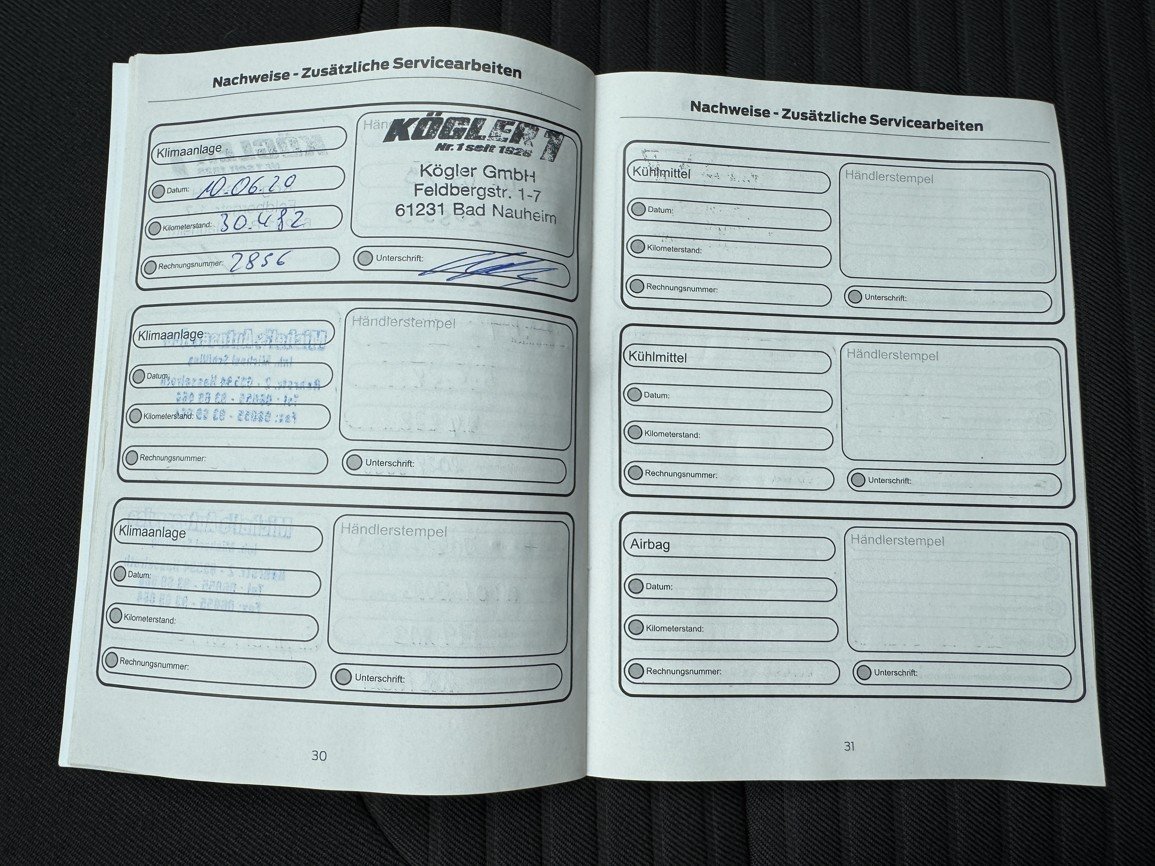 Nachweise - Zusätzliche Servicearbeiten
Klimaanlage
Datum: 10.06.20
Kilometerstand: 30.482
Rechnungsnummer: 2856
Hän
KÖGLER 1
Nr. 1 seit 1926
Kögler GmbH
Feldbergstr. 1-7
61231 Bad Nauheim
Unterschrift:
Klimaanlage
Datum:
Kilometerstand:
Rechnungsnummer:
Händlerstempel
Unterschrift:
Klimaanlage
Datum:
Kilometerstand:
Rechnungsnummer:
Händlerstempel
Unterschrift:
30
Nachweise - Zusätzliche Servicearbeiten
Kühlmittel
Datum:
Kilometerstand:
Rechnungsnummer:
Händlerstempel
Unterschrift:
Kühlmittel
Datum:
Kilometerstand:
Rechnungsnummer:
Händlerstempel
Unterschrift:
Airbag
Datum:
Kilometerstand:
Rechnungsnummer:
Händlerstempel
Unterschrift:
31